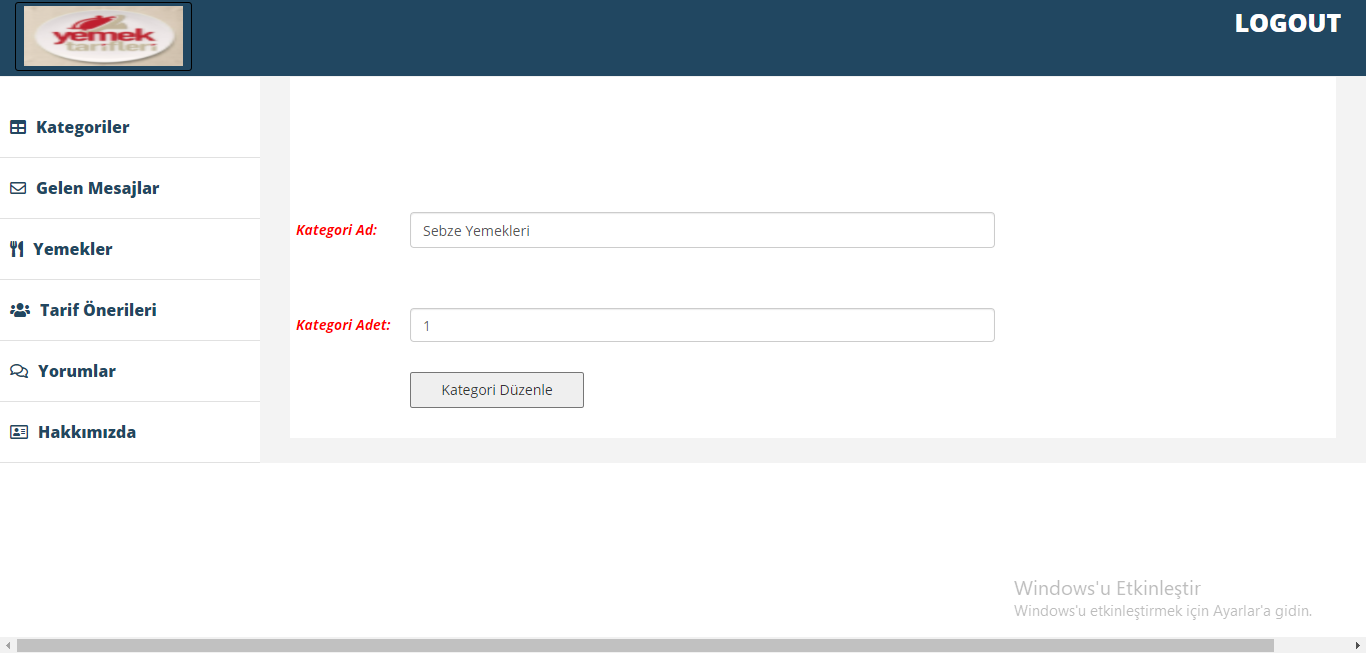 yemek
tarifleri
LOGOUT
Kategoriler
Gelen Mesajlar
Yemekler
Tarif Önerileri
Yorumlar
Hakkımızda
Kategori Ad:
Sebze Yemekleri
Kategori Adet:
1
Kategori Düzenle
Windows'u Etkinleştir
Windows'u etkinleştirmek için Ayarlar'a gidin.